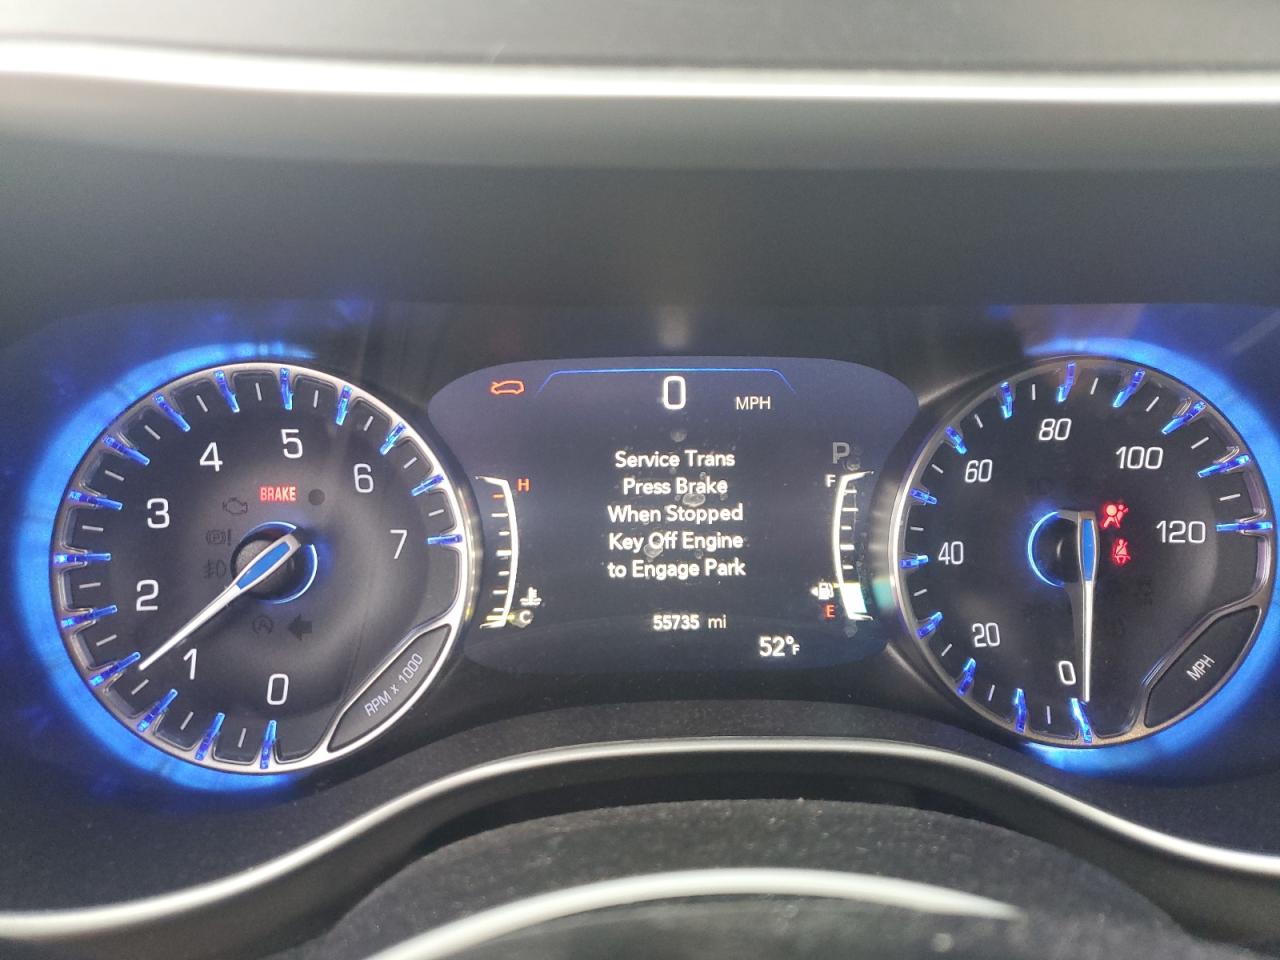 0 MPH
P
Service Trans
Press Brake
When Stopped
Key Off Engine
to Engage Park
55735 mi
52°F
H
C
F
E
BRAKE
0
1
2
3
4
5
6
7
RPM x 1000
0
20
40
60
80
100
120
MPH